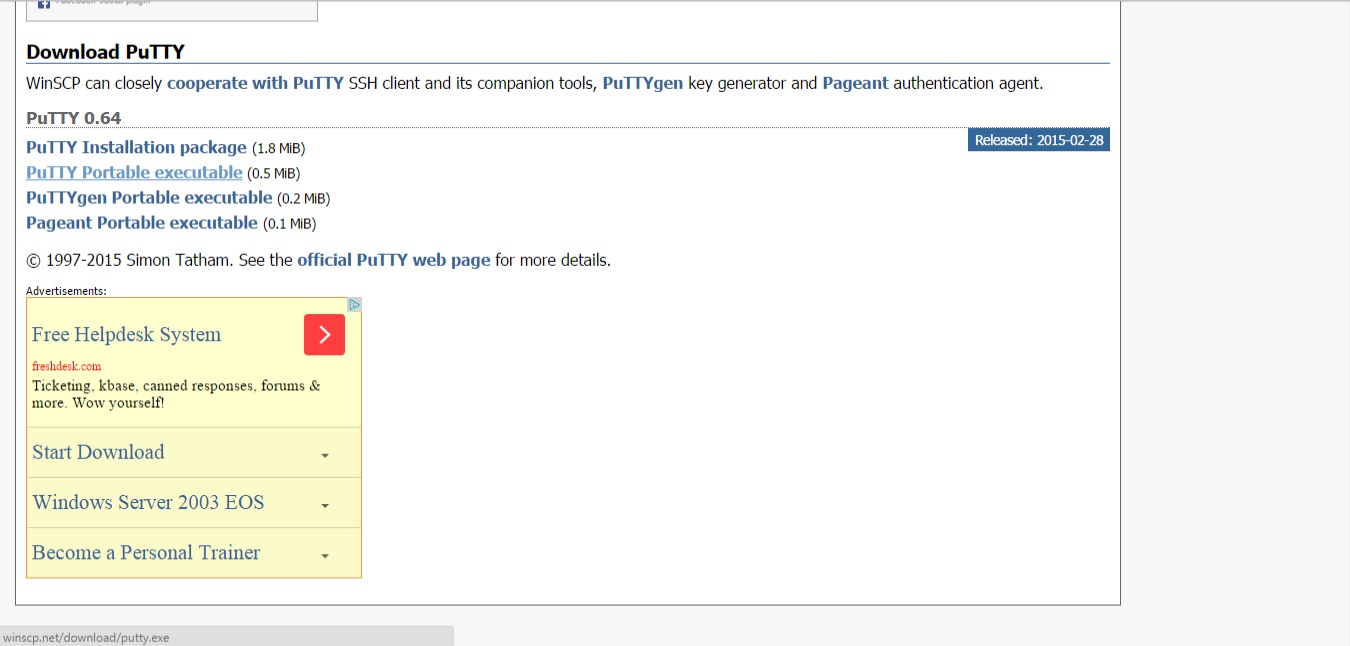 Download PuTTY
WinSCP can closely cooperate with PuTTY SSH client and its companion tools, PuTTYgen key generator and Pageant authentication agent.
PuTTY 0.64
Released: 2015-02-28
PuTTY Installation package (1.8 MiB)
PuTTY Portable executable (0.5 MiB)
PuTTYgen Portable executable (0.2 MiB)
Pageant Portable executable (0.1 MiB)
© 1997-2015 Simon Tatham. See the official PuTTY web page for more details.
Advertisements:
Free Helpdesk System
freshdesk.com
Ticketing, kbase, canned responses, forums &
more. Wow yourself!
Start Download
Windows Server 2003 EOS
Become a Personal Trainer
winscp.net/download/putty.exe